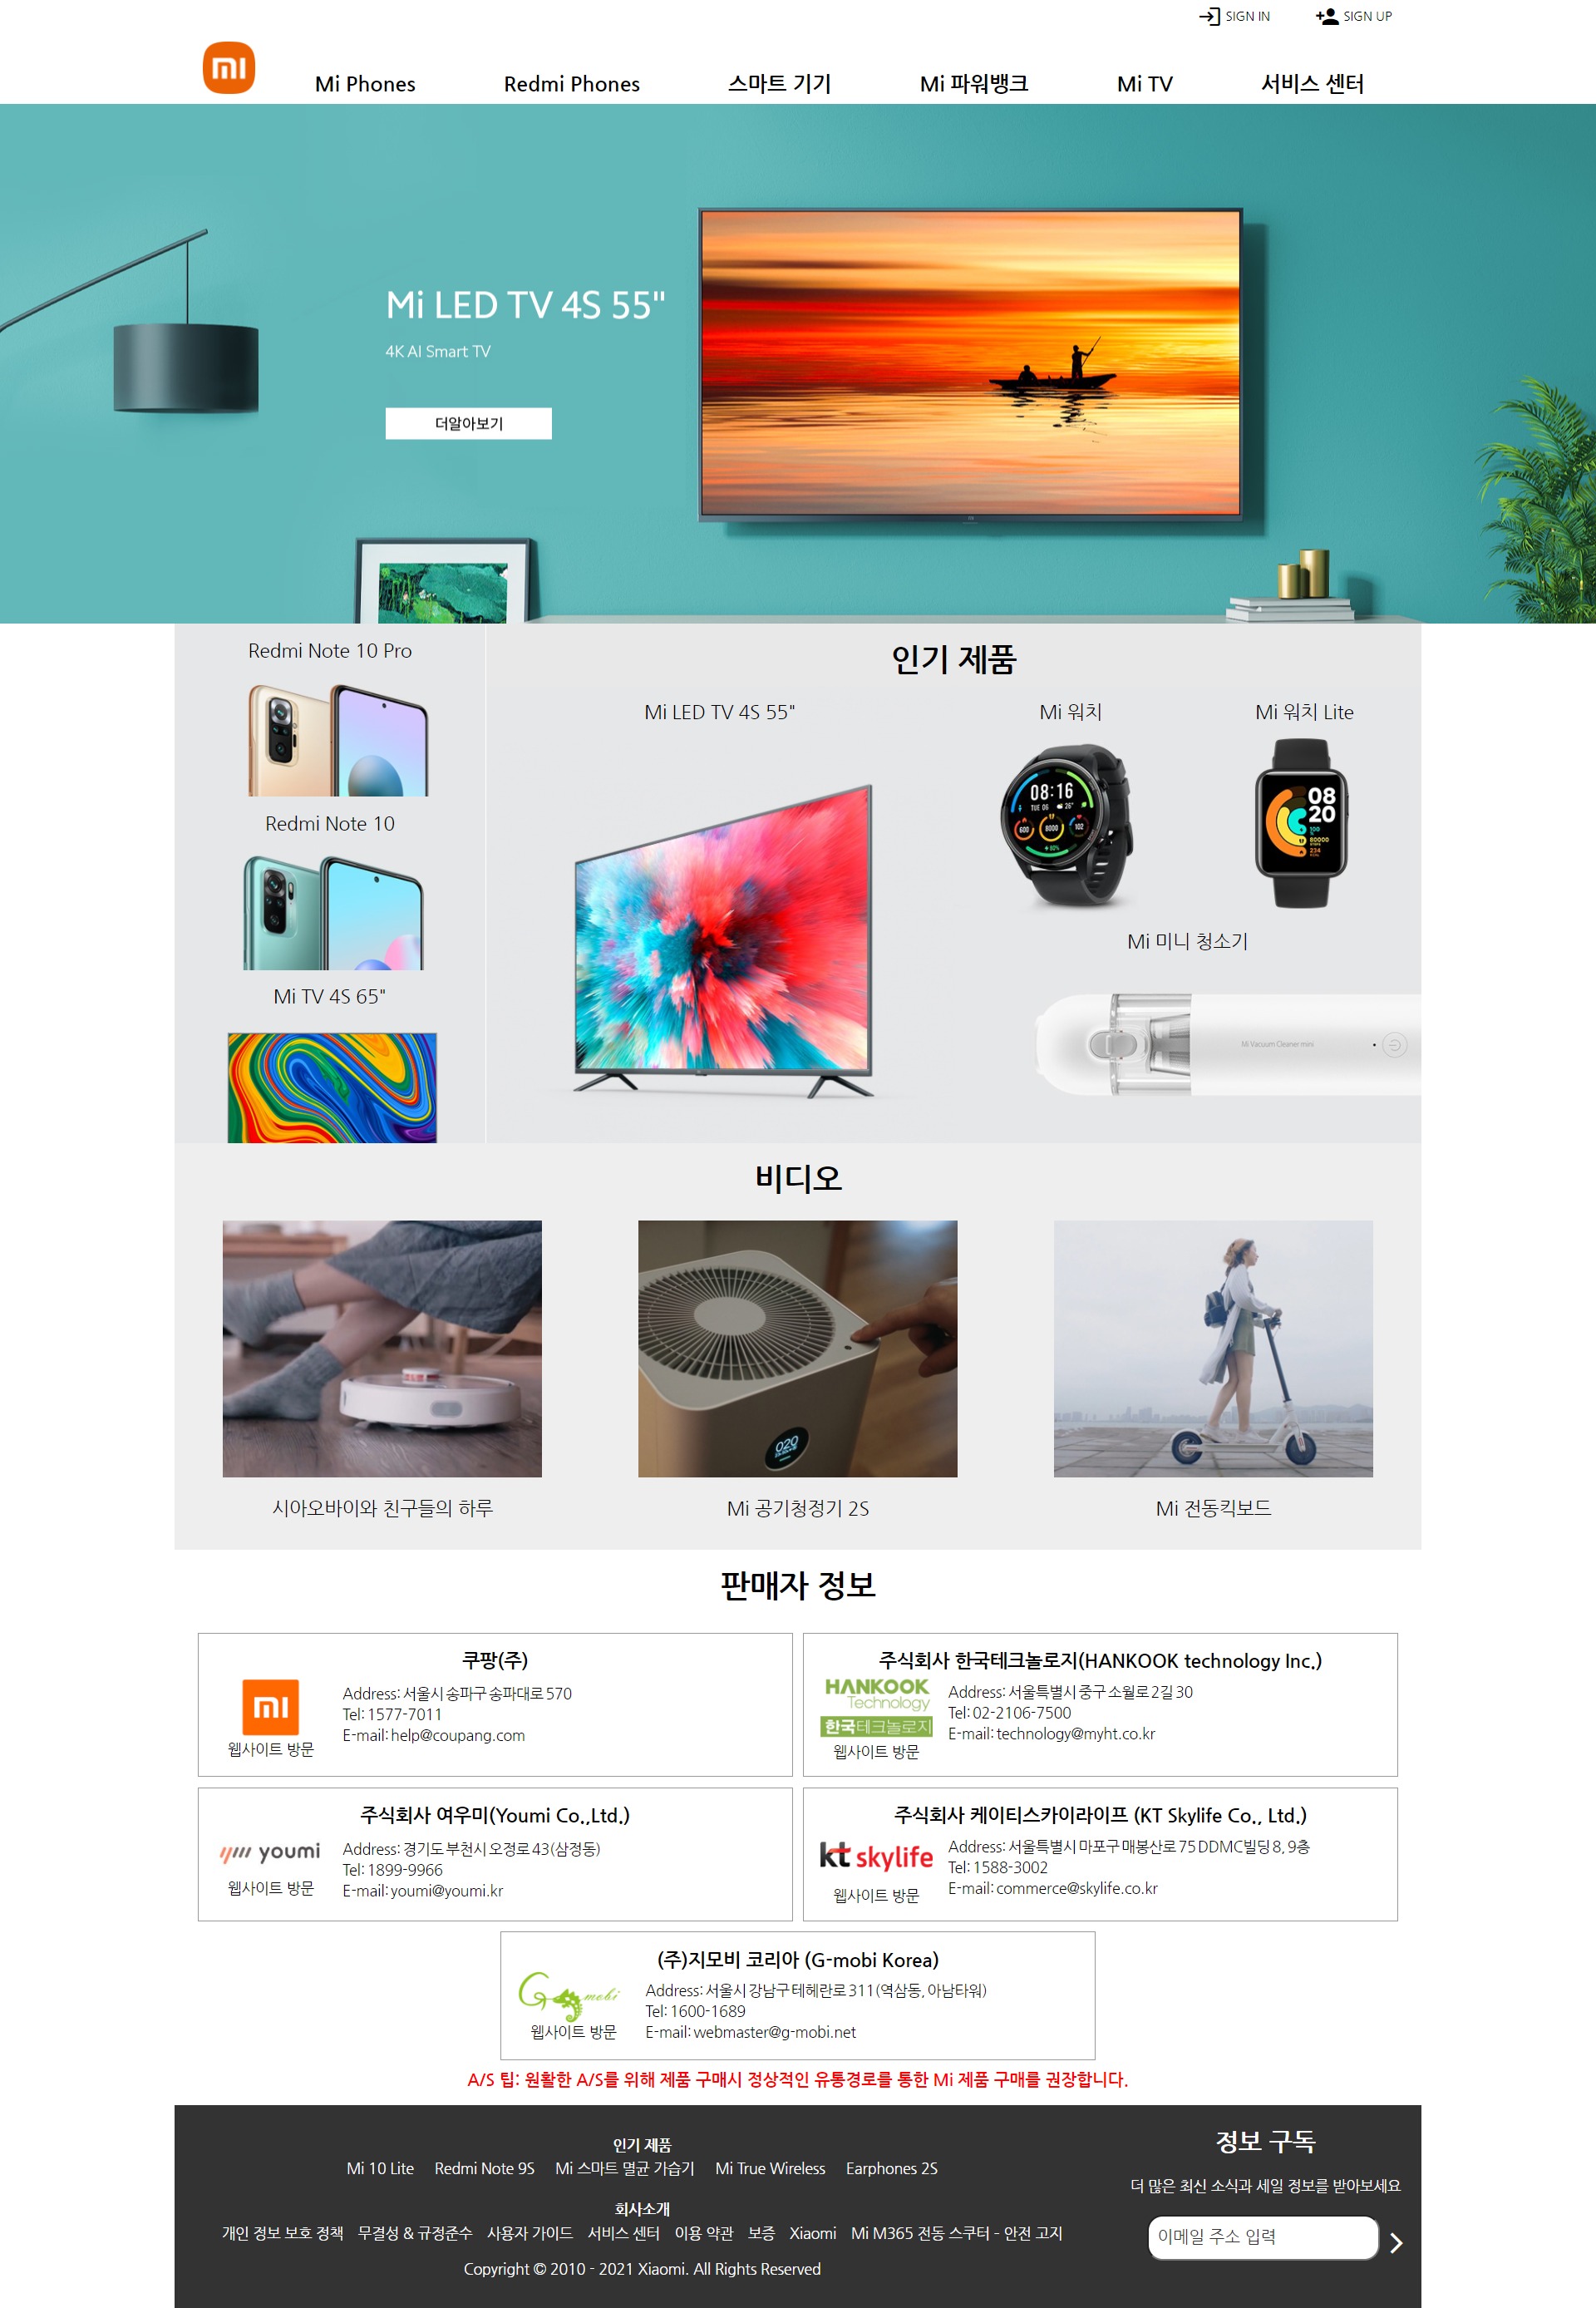 SIGN IN
SIGN UP
Mi Phones
Redmi Phones
스마트 기기
Mi 파워뱅크
Mi TV
서비스 센터
Mi LED TV 4S 55"
4K AI Smart TV
더알아보기
Redmi Note 10 Pro
Redmi Note 10
Mi TV 4S 65"
인기 제품
Mi LED TV 4S 55"
Mi 워치
Mi 워치 Lite
08:16
TUE 06
26°
600
8000
102
08
20
100
80000
234
Mi 미니 청소기
Mi Vacuum Cleaner mini
비디오
020
시아오바이와 친구들의 하루
Mi 공기청정기 2S
Mi 전동킥보드
판매자 정보
쿠팡(주)
Address: 서울시 송파구 송파대로 570
Tel: 1577-7011
E-mail: help@coupang.com
웹사이트 방문
주식회사 한국테크놀로지(HANKOOK technology Inc.)
HANKOOK
Technology
한국테크놀로지
Address: 서울특별시 중구 소월로 2길 30
Tel: 02-2106-7500
E-mail: technology@myht.co.kr
웹사이트 방문
주식회사 여우미(Youmi Co.,Ltd.)
youmi
Address: 경기도 부천시 오정로 43(삼정동)
Tel: 1899-9966
E-mail: youmi@youmi.kr
웹사이트 방문
주식회사 케이티스카이라이프 (KT Skylife Co., Ltd.)
kt skylife
Address: 서울특별시 마포구 매봉산로 75 DDMC빌딩 8, 9층
Tel: 1588-3002
E-mail: commerce@skylife.co.kr
웹사이트 방문
(주)지모비 코리아 (G-mobi Korea)
G mobi
Address: 서울시 강남구 테헤란로 311(역삼동, 아남타워)
Tel: 1600-1689
E-mail: webmaster@g-mobi.net
웹사이트 방문
A/S 팁: 원활한 A/S를 위해 제품 구매시 정상적인 유통경로를 통한 Mi 제품 구매를 권장합니다.
인기 제품
Mi 10 Lite Redmi Note 9S Mi 스마트 멸균 가습기 Mi True Wireless Earphones 2S
회사소개
개인 정보 보호 정책 무결성 & 규정준수 사용자 가이드 서비스 센터 이용 약관 보증 Xiaomi Mi M365 전동 스쿠터 - 안전 고지
Copyright © 2010 - 2021 Xiaomi. All Rights Reserved
정보 구독
더 많은 최신 소식과 세일 정보를 받아보세요
이메일 주소 입력